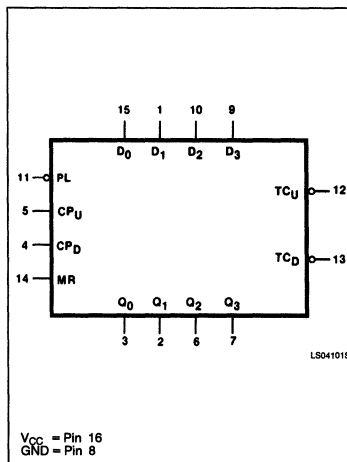 15 1 10 9
D0 D1 D2 D3
11 PL
TCU 12
5 CPU
4 CPD
TCD 13
14 MR
Q0 Q1 Q2 Q3
3 2 6 7
LS04101S
VCC = Pin 16
GND = Pin 8